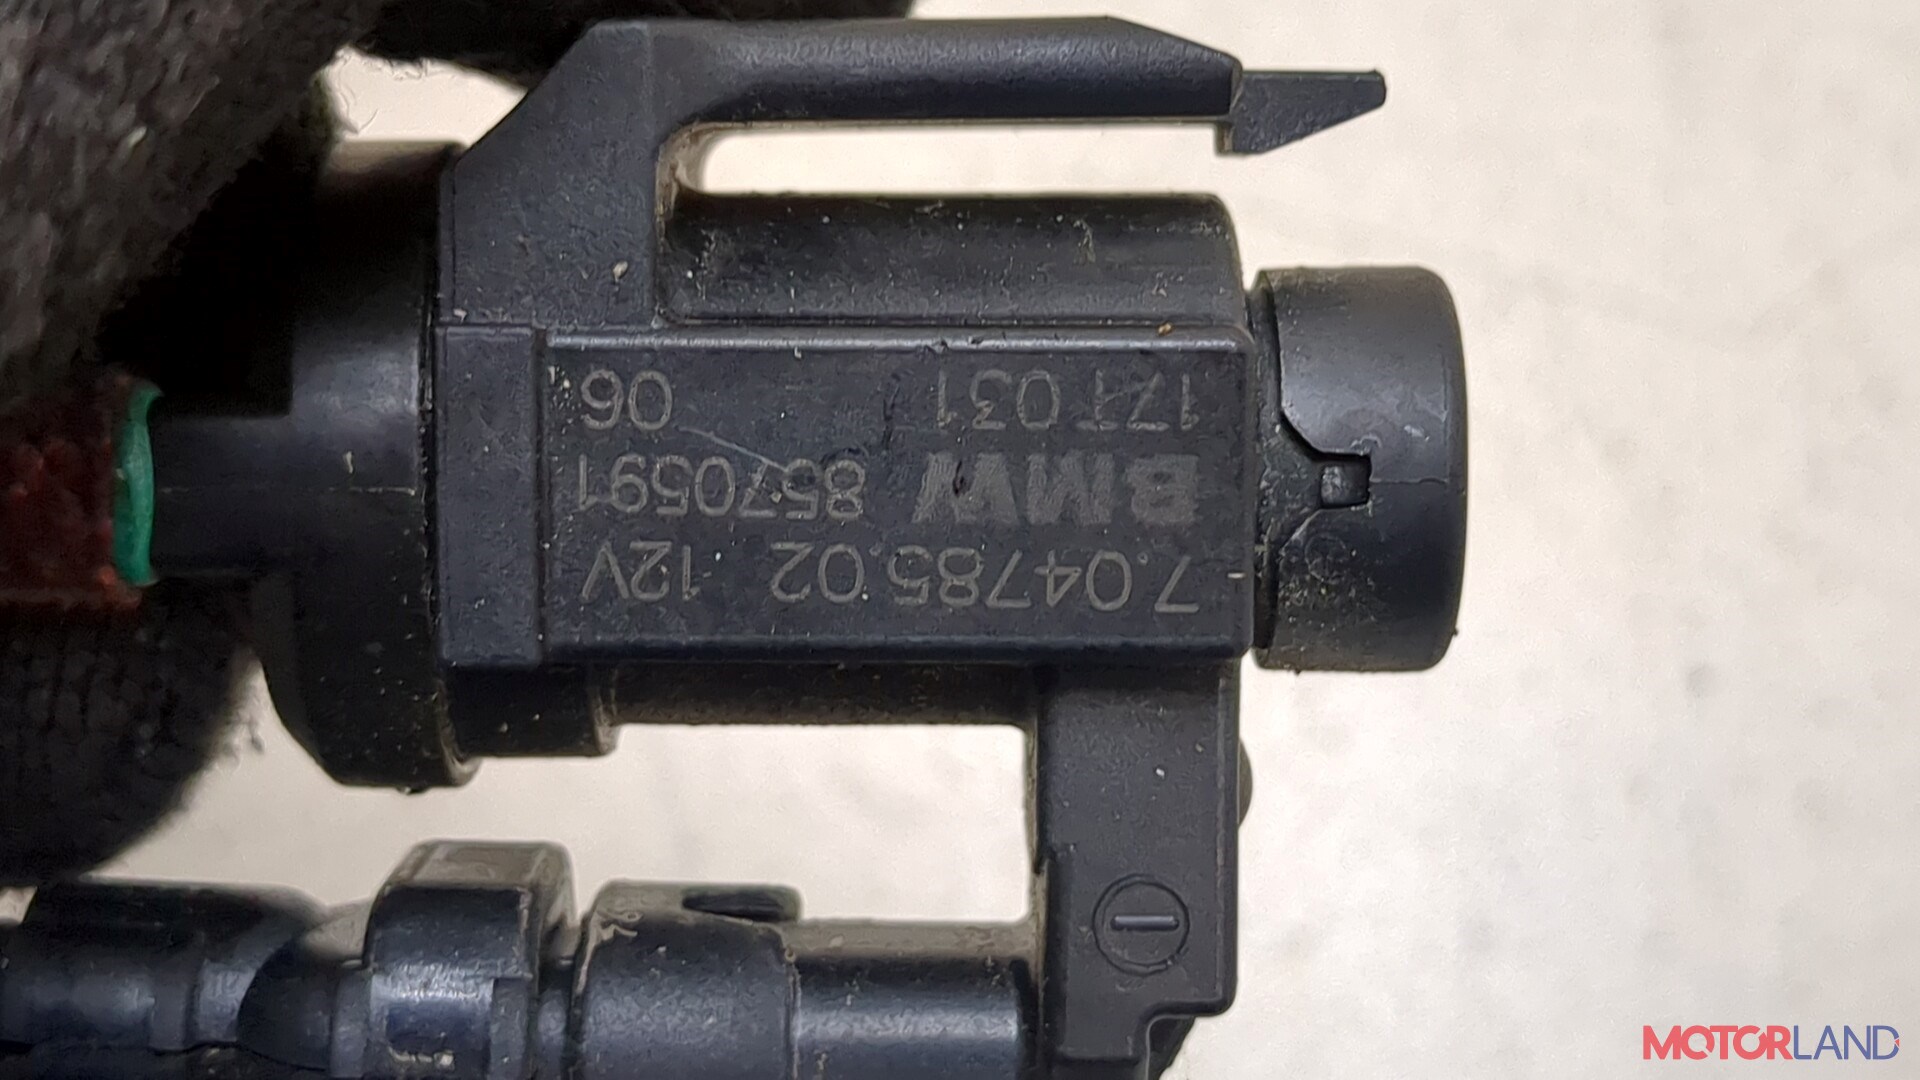 7.04785.02 12V
BMW 8570591
17T 031 06
MOTORLAND